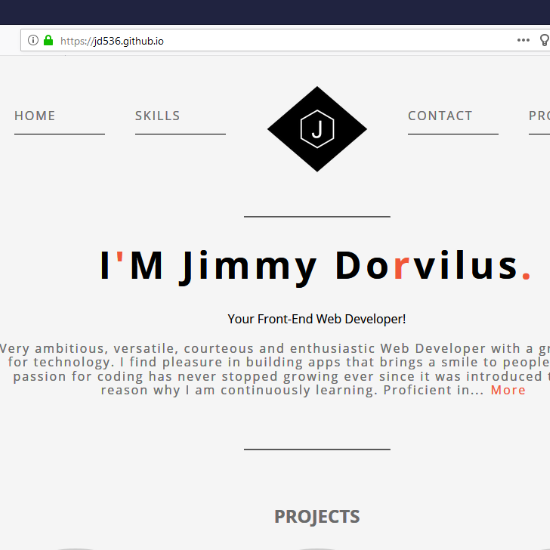 https://jd536.github.io
HOME SKILLS J CONTACT
I'M Jimmy Dorvilus.
Your Front-End Web Developer!
Very ambitious, versatile, courteous and enthusiastic Web Developer with a
for technology. I find pleasure in building apps that brings a smile to people
passion for coding has never stopped growing ever since it was introduced
reason why I am continuously learning. Proficient in... More
PROJECTS